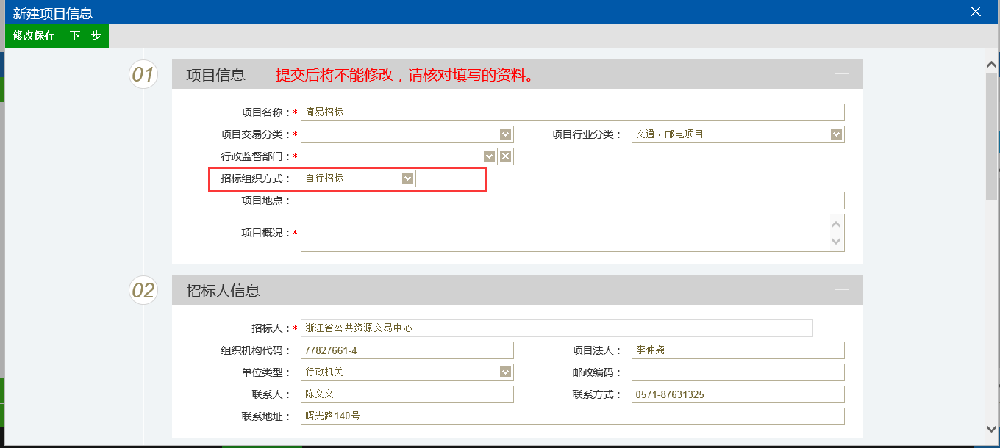 新建项目信息
修改保存 下一步
01 项目信息 提交后将不能修改，请核对填写的资料。
项目名称：* 简易招标
项目交易分类：* 项目行业分类： 交通、邮电项目
行政监督部门：*
招标组织方式： 自行招标
项目地点：
项目概况：*
02 招标人信息
招标人：* 浙江省公共资源交易中心
组织机构代码： 77827661-4 项目法人： 李仲尧
单位类型： 行政机关 邮政编码：
联系人： 陈文义 联系方式： 0571-87631325
联系地址： 曙光路140号